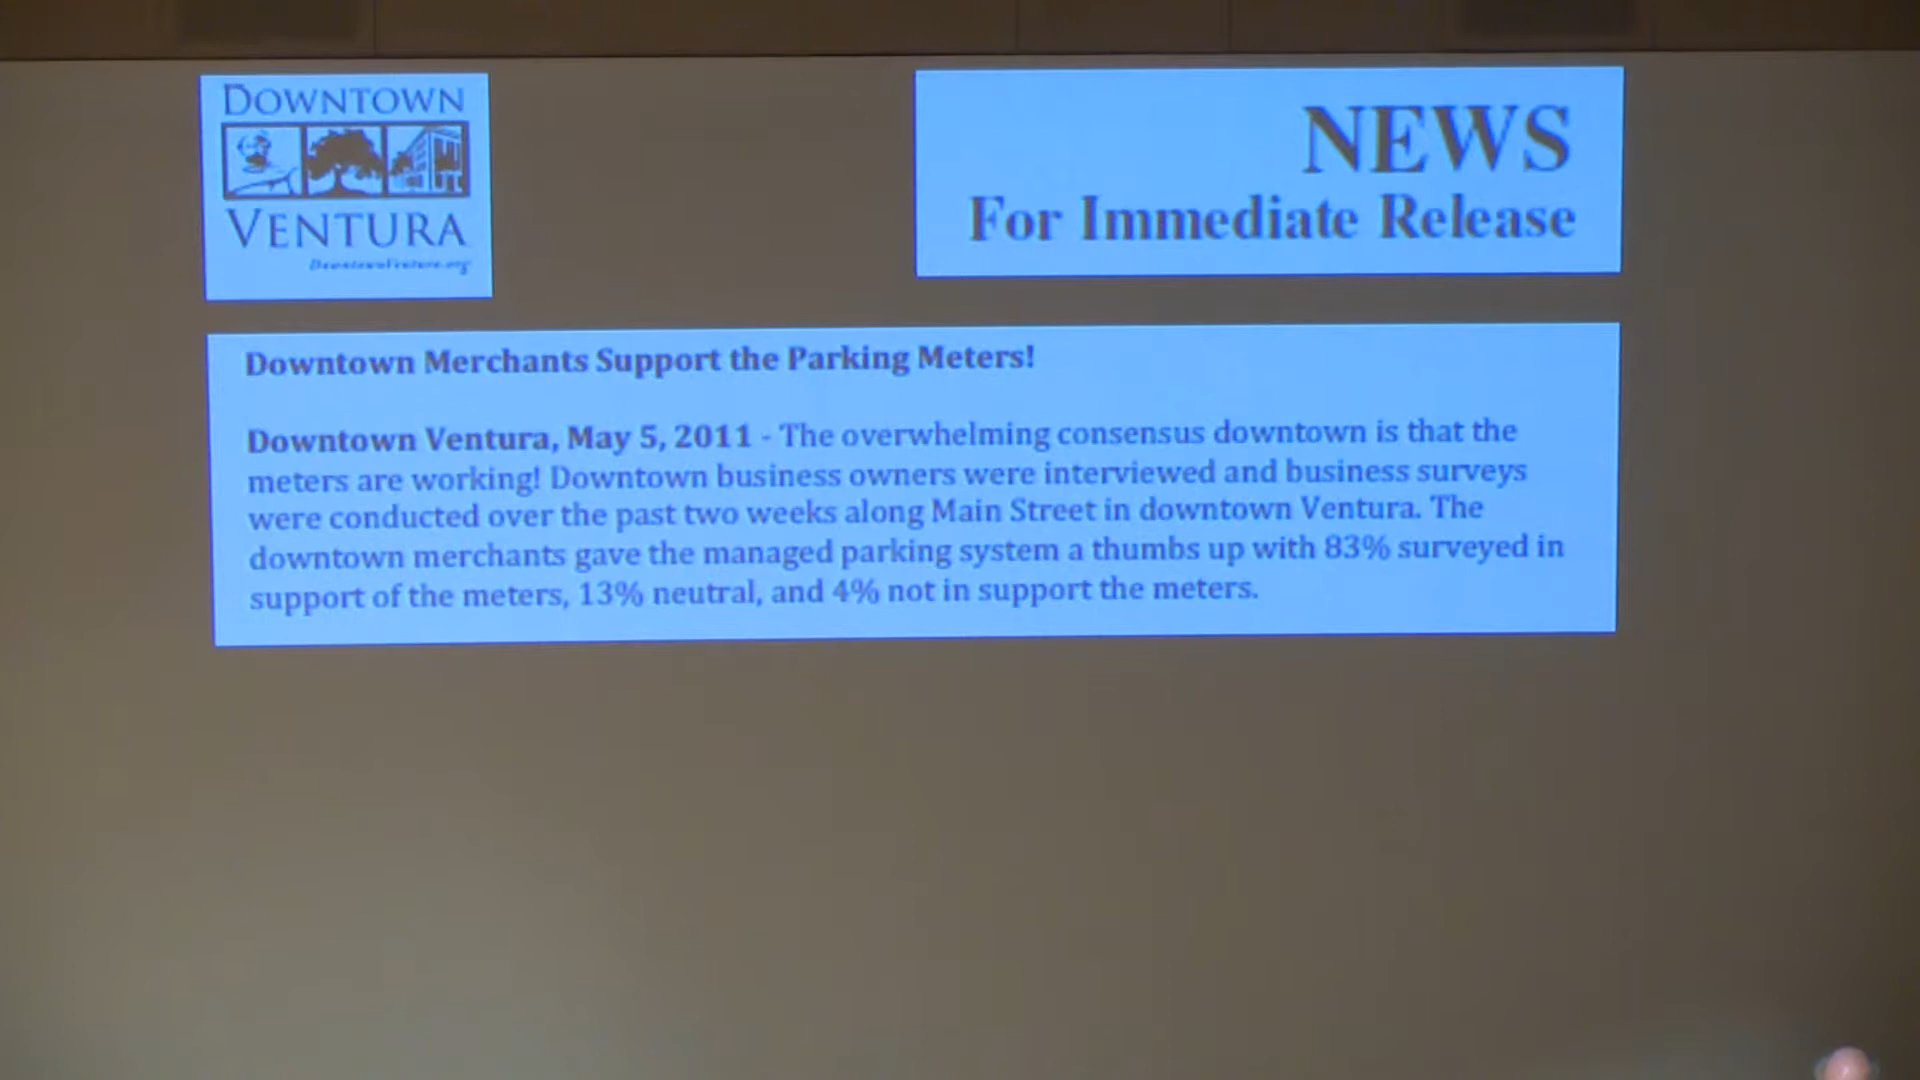 DOWNTOWN
VENTURA
DowntownVentura.org
NEWS
For Immediate Release
Downtown Merchants Support the Parking Meters!
Downtown Ventura, May 5, 2011 - The overwhelming consensus downtown is that the
meters are working! Downtown business owners were interviewed and business surveys
were conducted over the past two weeks along Main Street in downtown Ventura. The
downtown merchants gave the managed parking system a thumbs up with 83% surveyed in
support of the meters, 13% neutral, and 4% not in support the meters.